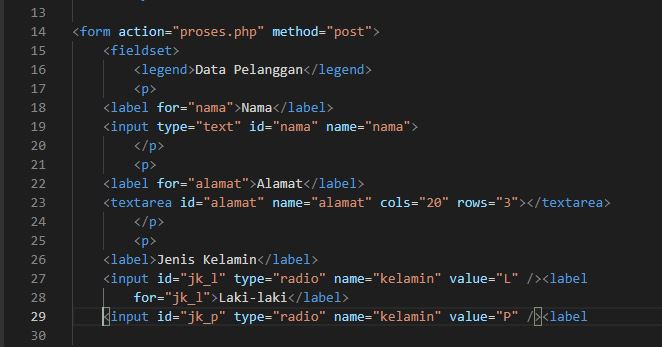 13
14 <form action="proses.php" method="post">
15 <fieldset>
16 <legend>Data Pelanggan</legend>
17 <p>
18 <label for="nama">Nama</label>
19 <input type="text" id="nama" name="nama">
20 </p>
21 <p>
22 <label for="alamat">Alamat</label>
23 <textarea id="alamat" name="alamat" cols="20" rows="3"></textarea>
24 </p>
25 <p>
26 <label>Jenis Kelamin</label>
27 <input id="jk_l" type="radio" name="kelamin" value="L" /><label
28 for="jk_l">Laki-laki</label>
29 <input id="jk_p" type="radio" name="kelamin" value="P" /><label
30